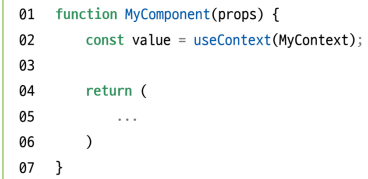 01 function MyComponent(props) {
02     const value = useContext(MyContext);
03
04     return (
05         ...
06     )
07 }